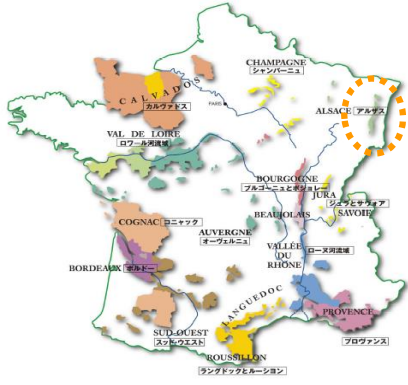 CHAMPAGNE
シャンパーニュ
CALVADOS
カルヴァドス
PARIS
ALSACE アルザス
VAL DE LOIRE
ロワール河流域
BOURGOGNE
ブルゴーニュとボジョレー
JURA
ジュラとサヴォア
BEAUJOLAIS
SAVOIE
COGNAC コニャック
AUVERGNE
オーヴェルニュ
VALLÉE
DU
RHÔNE
ローヌ河流域
BORDEAUX ボルドー
LANGUEDOC
PROVENCE
プロヴァンス
SUD-OUEST
スッド・ウエスト
ROUSSILLON
ラングドックとルーション